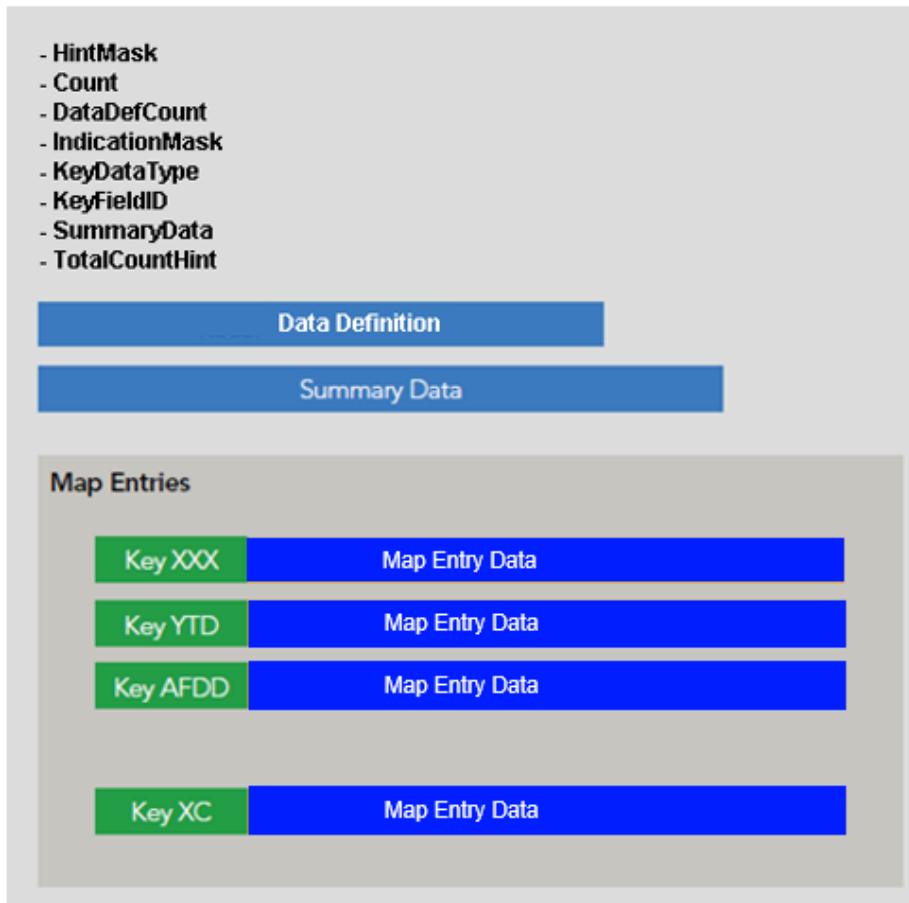 - HintMask
- Count
- DataDefCount
- IndicationMask
- KeyDataType
- KeyFieldID
- SummaryData
- TotalCountHint
Data Definition
Summary Data
Map Entries
Key XXX Map Entry Data
Key YTD Map Entry Data
Key AFDD Map Entry Data
Key XC Map Entry Data